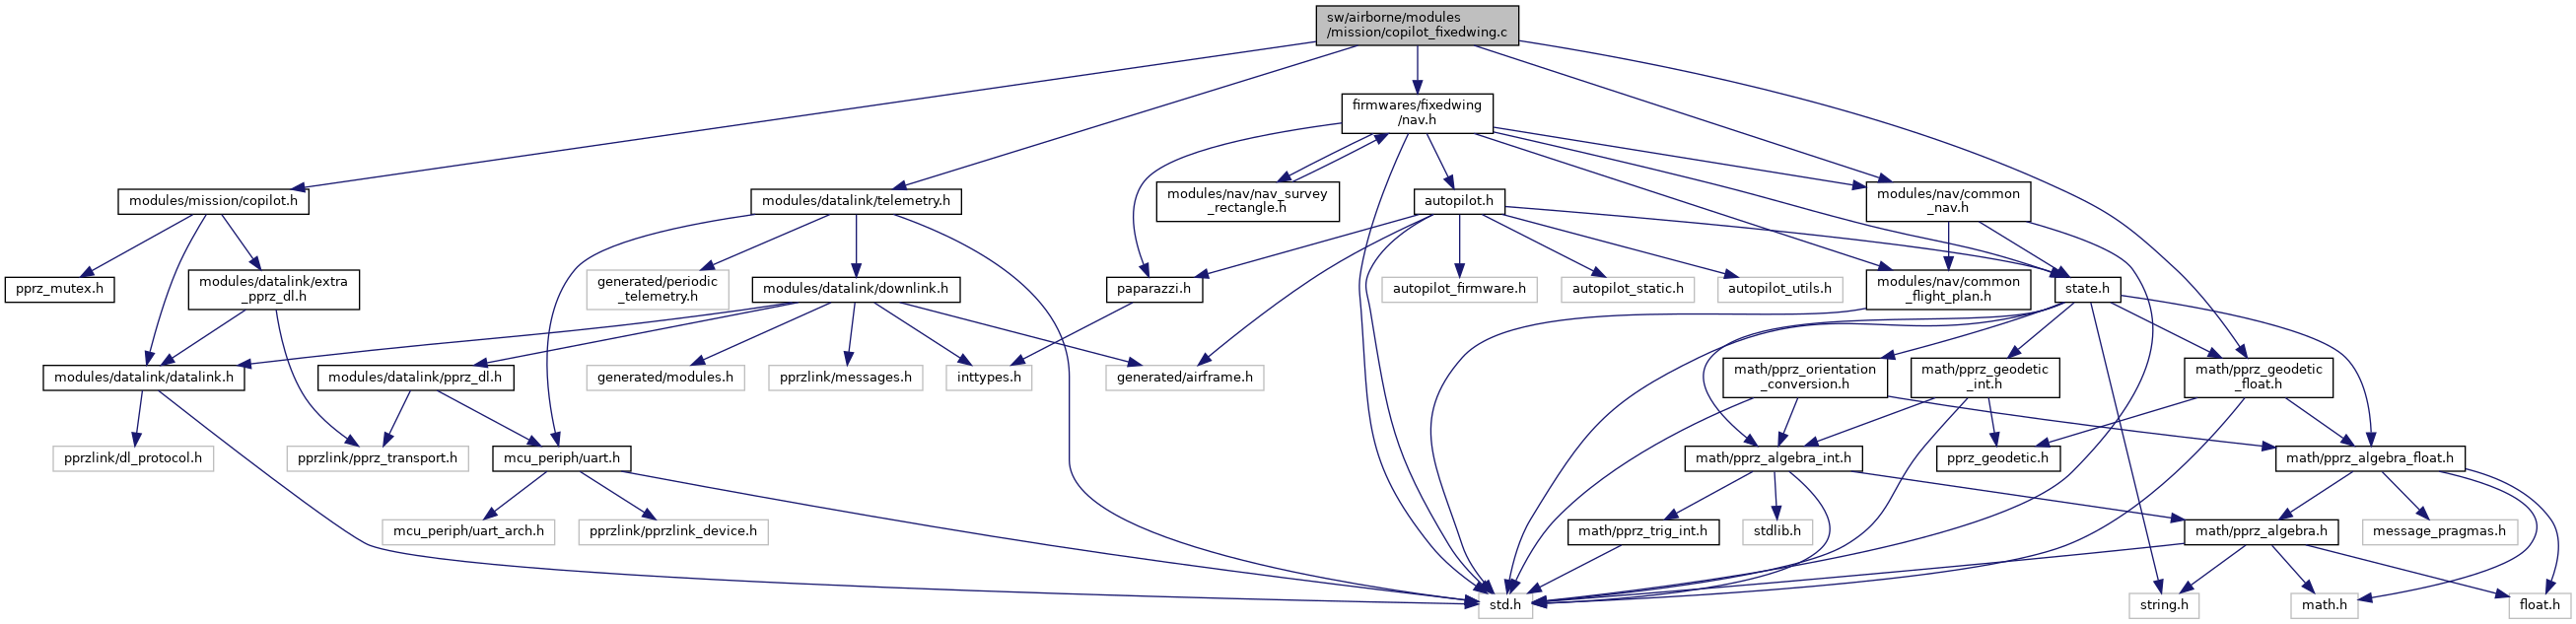 sw/airborne/modules
/mission/copilot_fixedwing.c
firmwares/fixedwing
/nav.h
modules/mission/copilot.h
modules/datalink/telemetry.h
modules/nav/nav_survey
_rectangle.h
autopilot.h
modules/nav/common
_nav.h
pprz_mutex.h
modules/datalink/extra
_pprz_dl.h
generated/periodic
_telemetry.h
modules/datalink/downlink.h
paparazzi.h
autopilot_firmware.h
autopilot_static.h
autopilot_utils.h
modules/nav/common
_flight_plan.h
state.h
modules/datalink/datalink.h
modules/datalink/pprz_dl.h
generated/modules.h
pprzlink/messages.h
inttypes.h
generated/airframe.h
math/pprz_orientation
_conversion.h
math/pprz_geodetic
_int.h
math/pprz_geodetic
_float.h
pprzlink/dl_protocol.h
pprzlink/pprz_transport.h
mcu_periph/uart.h
math/pprz_algebra_int.h
pprz_geodetic.h
math/pprz_algebra_float.h
mcu_periph/uart_arch.h
pprzlink/pprzlink_device.h
math/pprz_trig_int.h
stdlib.h
math/pprz_algebra.h
message_pragmas.h
std.h
string.h
math.h
float.h